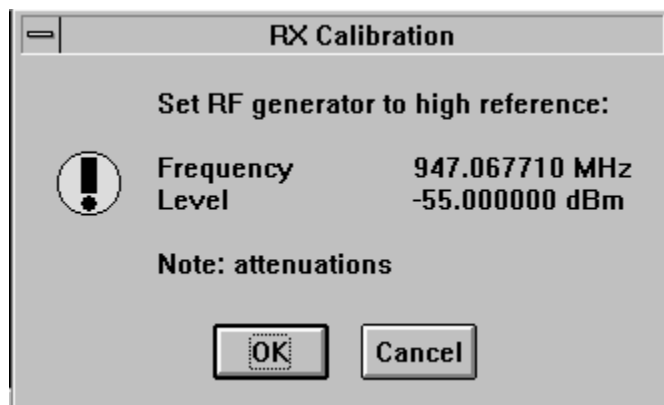 RX Calibration
Set RF generator to high reference:
Frequency 947.067710 MHz
Level -55.000000 dBm
Note: attenuations
OK Cancel